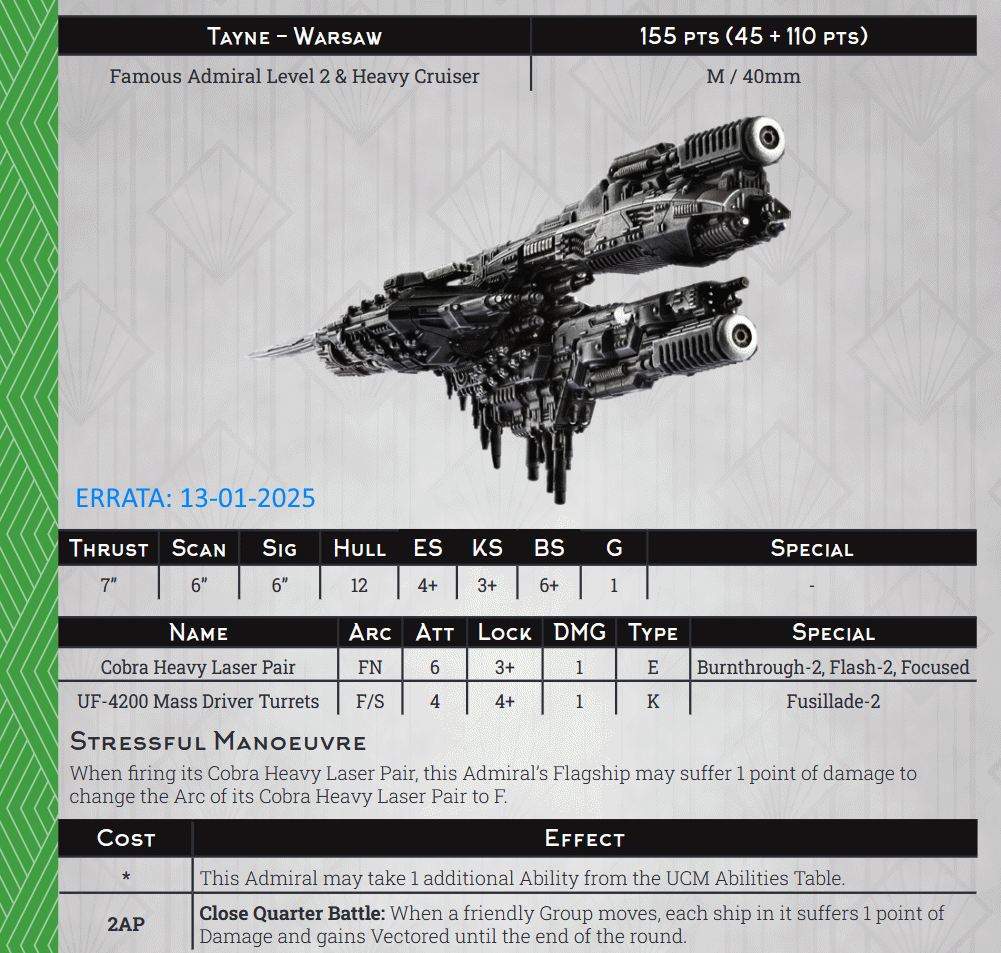 Tayne – Warsaw 155 pts (45 + 110 pts)
Famous Admiral Level 2 & Heavy Cruiser M / 40mm
ERRATA: 13-01-2025
Thrust Scan Sig Hull ES KS BS G Special
7” 6” 6” 12 4+ 3+ 6+ 1 -
Name Arc Att Lock DMG Type Special
Cobra Heavy Laser Pair FN 6 3+ 1 E Burnthrough-2, Flash-2, Focused
UF-4200 Mass Driver Turrets F/S 4 4+ 1 K Fusillade-2
Stressful Manoeuvre
When firing its Cobra Heavy Laser Pair, this Admiral’s Flagship may suffer 1 point of damage to
change the Arc of its Cobra Heavy Laser Pair to F.
Cost Effect
* This Admiral may take 1 additional Ability from the UCM Abilities Table.
2AP Close Quarter Battle: When a friendly Group moves, each ship in it suffers 1 point of
Damage and gains Vectored until the end of the round.